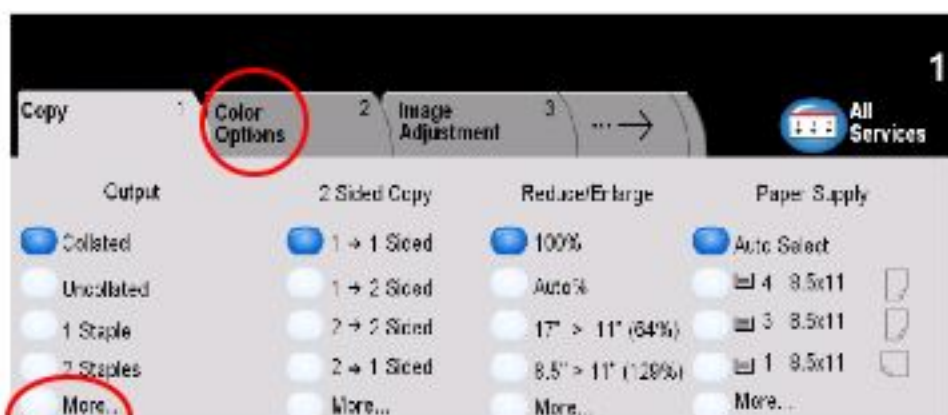 1
Copy 1
Color Options 2
Image Adjustment 3
... →
All Services
Output
Collated
Uncollated
1 Staple
2 Staples
More...
2 Sided Copy
1 → 1 Sided
1 → 2 Sided
2 → 2 Sided
2 → 1 Sided
More...
Reduce/Enlarge
100%
Auto%
17" > 11" (64%)
8.5" > 11" (129%)
More...
Paper Supply
Auto Select
4 8.5x11
3 8.5x11
1 8.5x11
More...